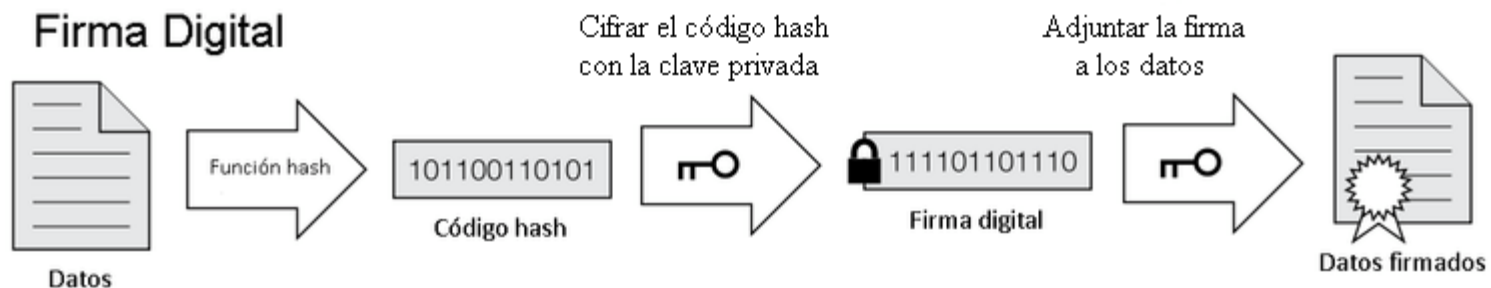 Firma Digital
Cifrar el código hash
con la clave privada
Adjuntar la firma
a los datos
Función hash
101100110101
111101101110
Código hash
Firma digital
Datos
Datos firmados